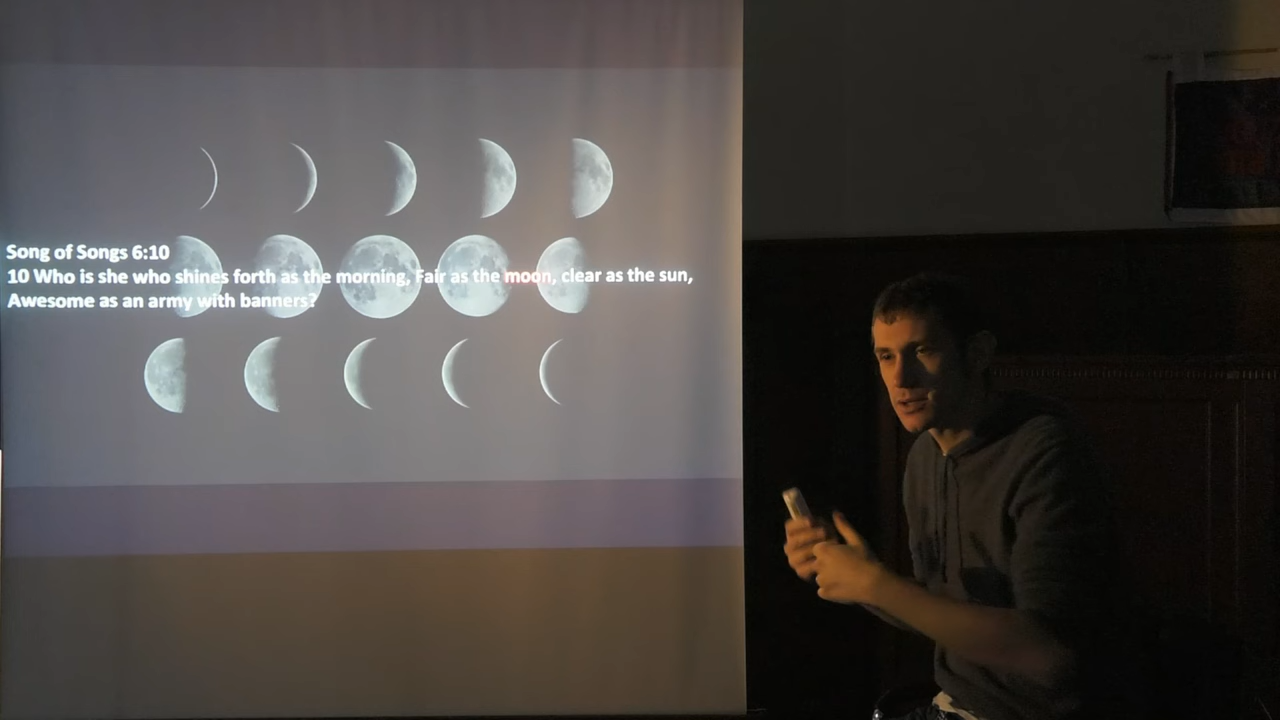 Song of Songs 6:10
10 Who is she who shines forth as the morning, Fair as the moon, clear as the sun,
Awesome as an army with banners?